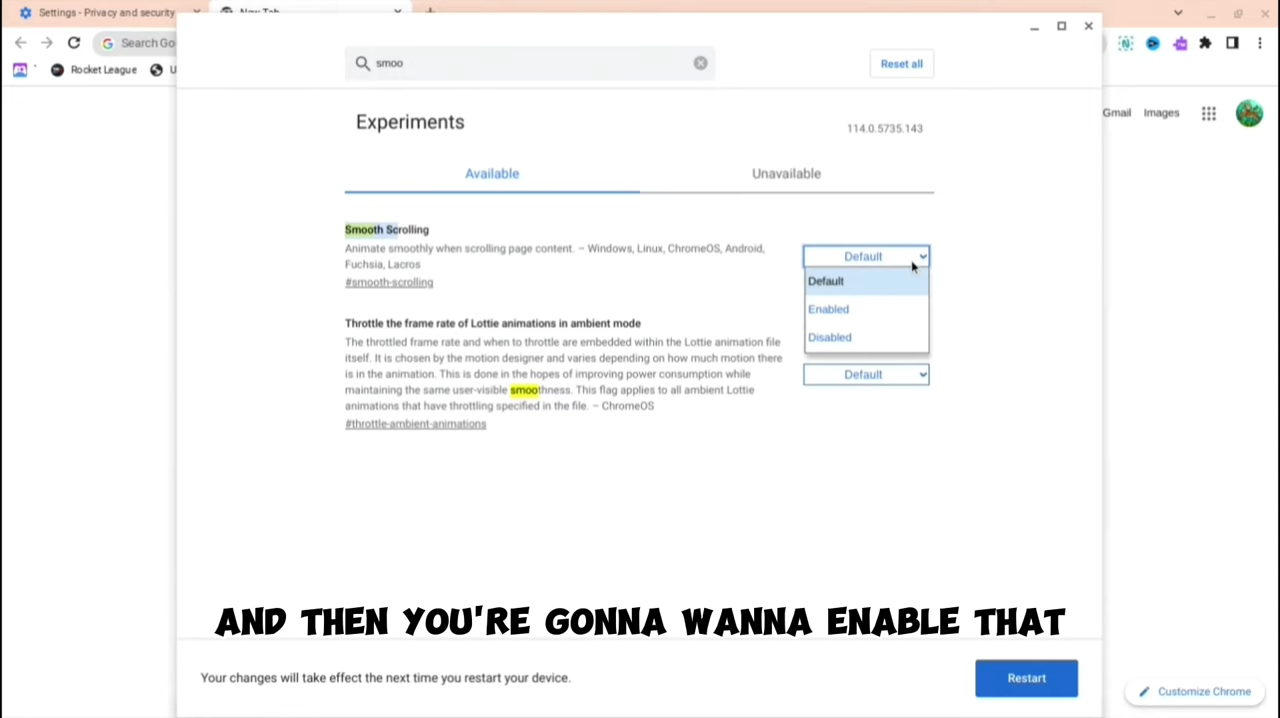 Settings - Privacy and security
New Tab
Search Go
Rocket League
U
Gmail
Images
smoo
Reset all
Experiments
114.0.5735.143
Available
Unavailable
Smooth Scrolling
Animate smoothly when scrolling page content. – Windows, Linux, ChromeOS, Android,
Fuchsia, Lacros
#smooth-scrolling
Default
Default
Enabled
Disabled
Throttle the frame rate of Lottie animations in ambient mode
The throttled frame rate and when to throttle are embedded within the Lottie animation file
itself. It is chosen by the motion designer and varies depending on how much motion there
is in the animation. This is done in the hopes of improving power consumption while
maintaining the same user-visible smoothness. This flag applies to all ambient Lottie
animations that have throttling specified in the file. – ChromeOS
#throttle-ambient-animations
Default
AND THEN YOU'RE GONNA WANNA ENABLE THAT
Your changes will take effect the next time you restart your device.
Restart
Customize Chrome